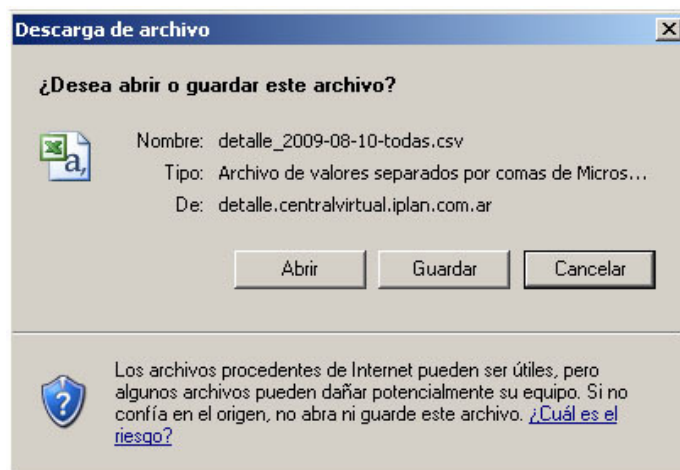 Descarga de archivo
¿Desea abrir o guardar este archivo?
Nombre: detalle_2009-08-10-todas.csv
Tipo: Archivo de valores separados por comas de Micros...
De: detalle.centralvirtual.iplan.com.ar
Abrir Guardar Cancelar
Los archivos procedentes de Internet pueden ser útiles, pero
algunos archivos pueden dañar potencialmente su equipo. Si no
confía en el origen, no abra ni guarde este archivo. ¿Cuál es el
riesgo?